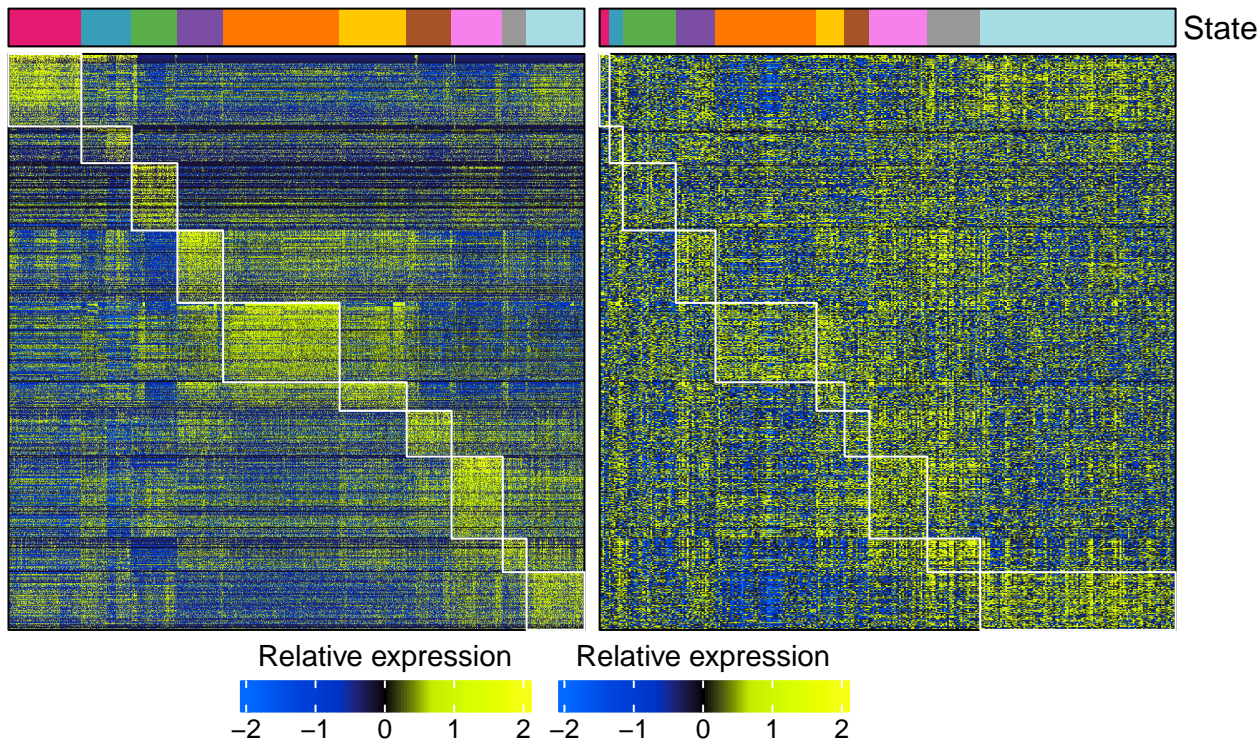 State
Relative expression Relative expression
−2 −1 0 1 2 −2 −1 0 1 2